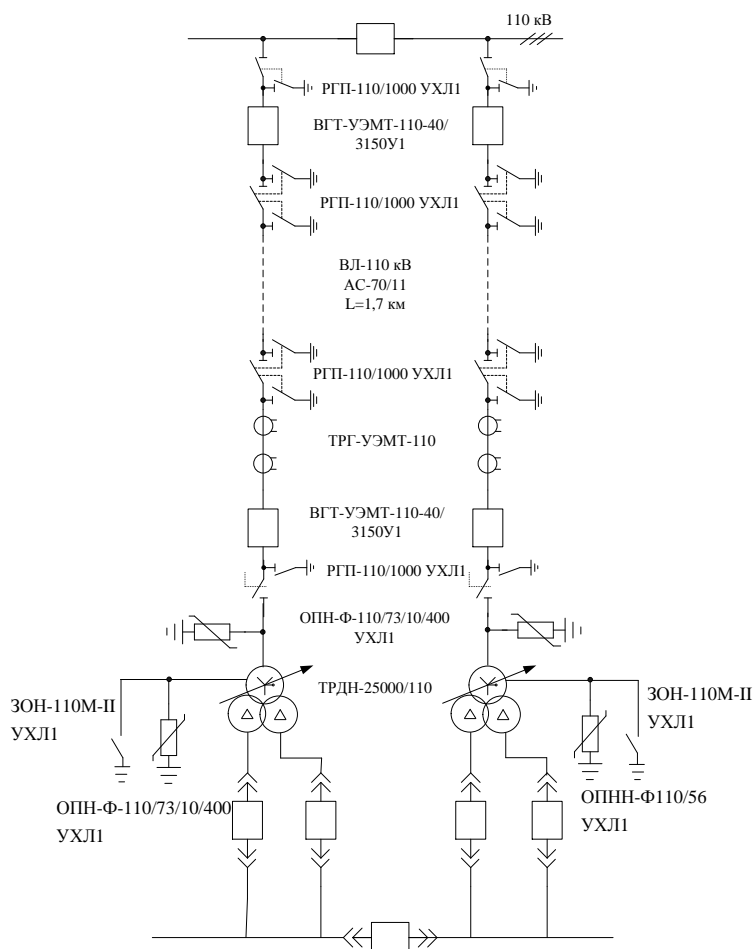 110 кВ
РГП-110/1000 УХЛ1
ВГТ-УЭМТ-110-40/
3150У1
РГП-110/1000 УХЛ1
ВЛ-110 кВ
АС-70/11
L=1,7 км
РГП-110/1000 УХЛ1
ТРГ-УЭМТ-110
ВГТ-УЭМТ-110-40/
3150У1
РГП-110/1000 УХЛ1
ОПН-Ф-110/73/10/400
УХЛ1
ТРДН-25000/110
ЗОН-110М-II
УХЛ1
ЗОН-110М-II
УХЛ1
ОПН-Ф-110/73/10/400
УХЛ1
ОПНН-Ф110/56
УХЛ1